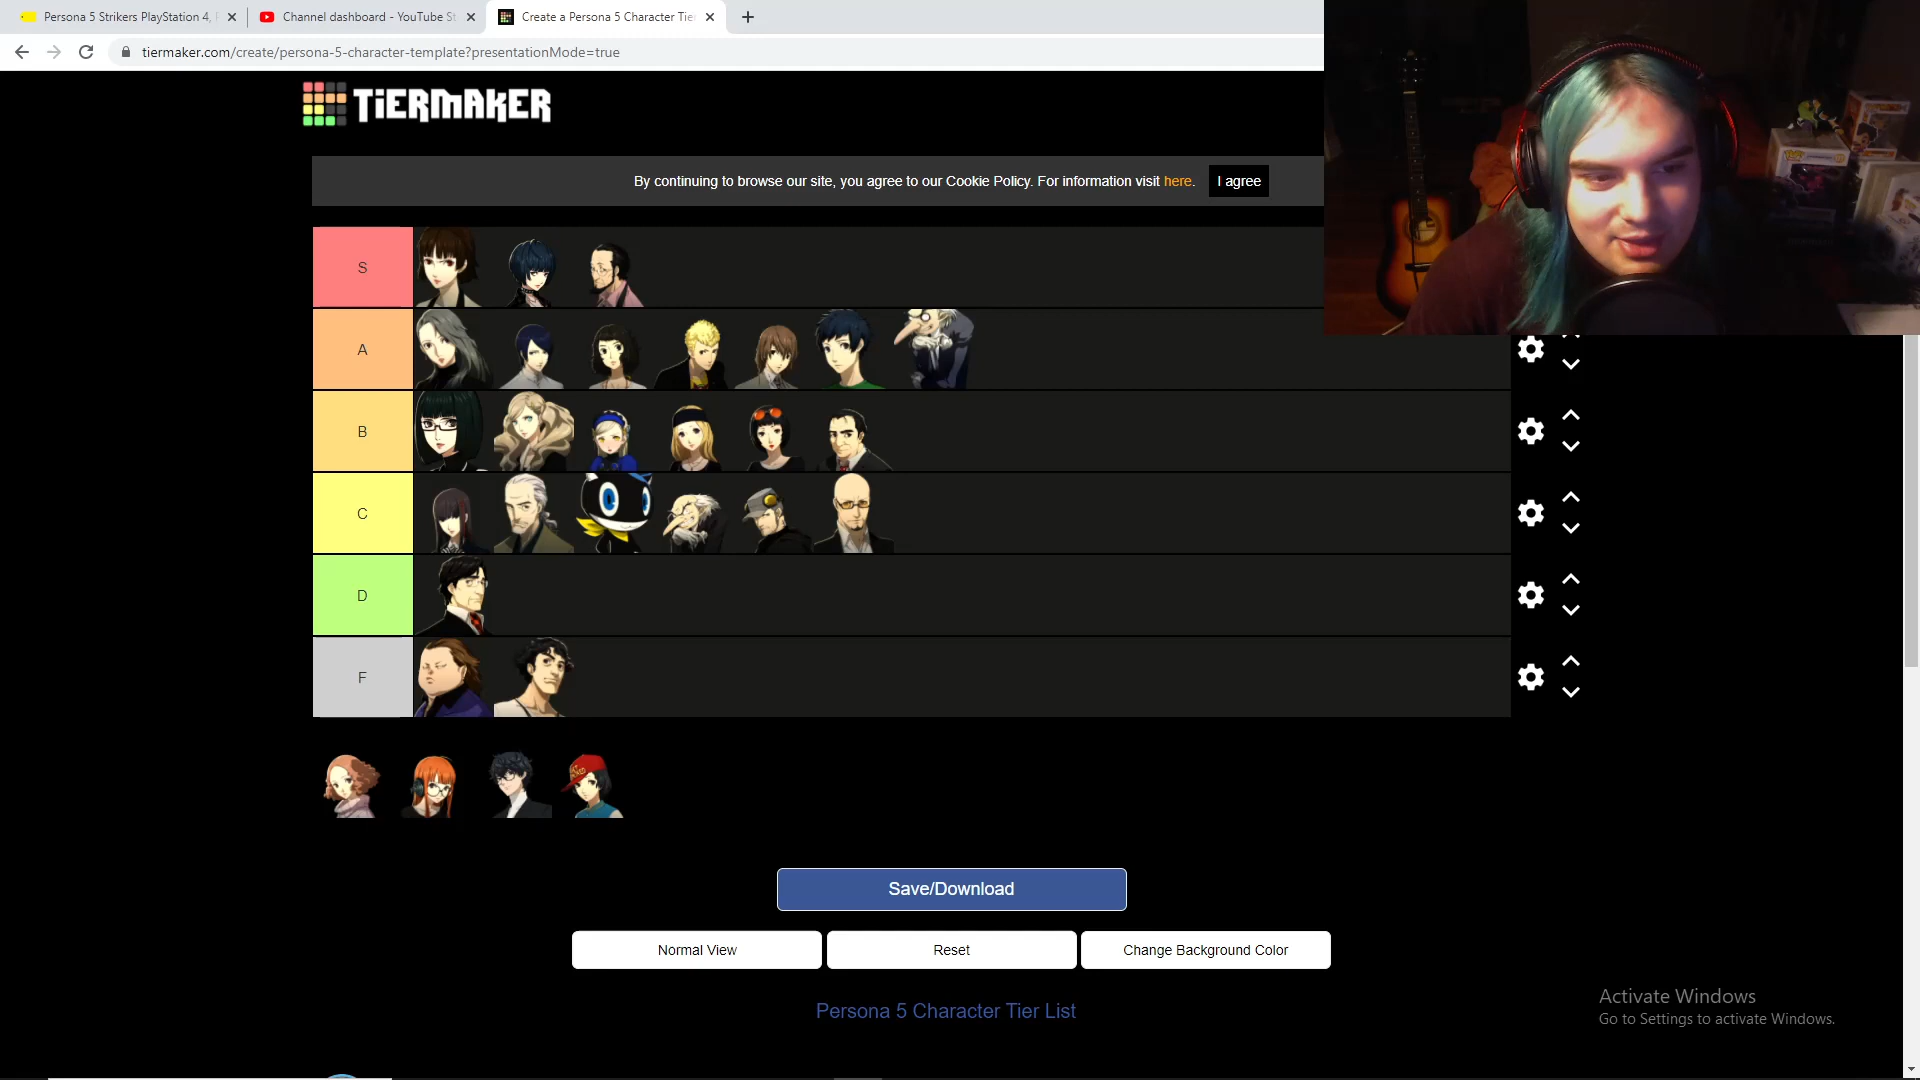 Persona 5 Strikers PlayStation 4,
Channel dashboard - YouTube St
Create a Persona 5 Character Tie
tiermaker.com/create/persona-5-character-template?presentationMode=true
TiERMAKER
By continuing to browse our site, you agree to our Cookie Policy. For information visit here.
I agree
S
A
B
C
D
F
Save/Download
Normal View
Reset
Change Background Color
Persona 5 Character Tier List
Activate Windows
Go to Settings to activate Windows.